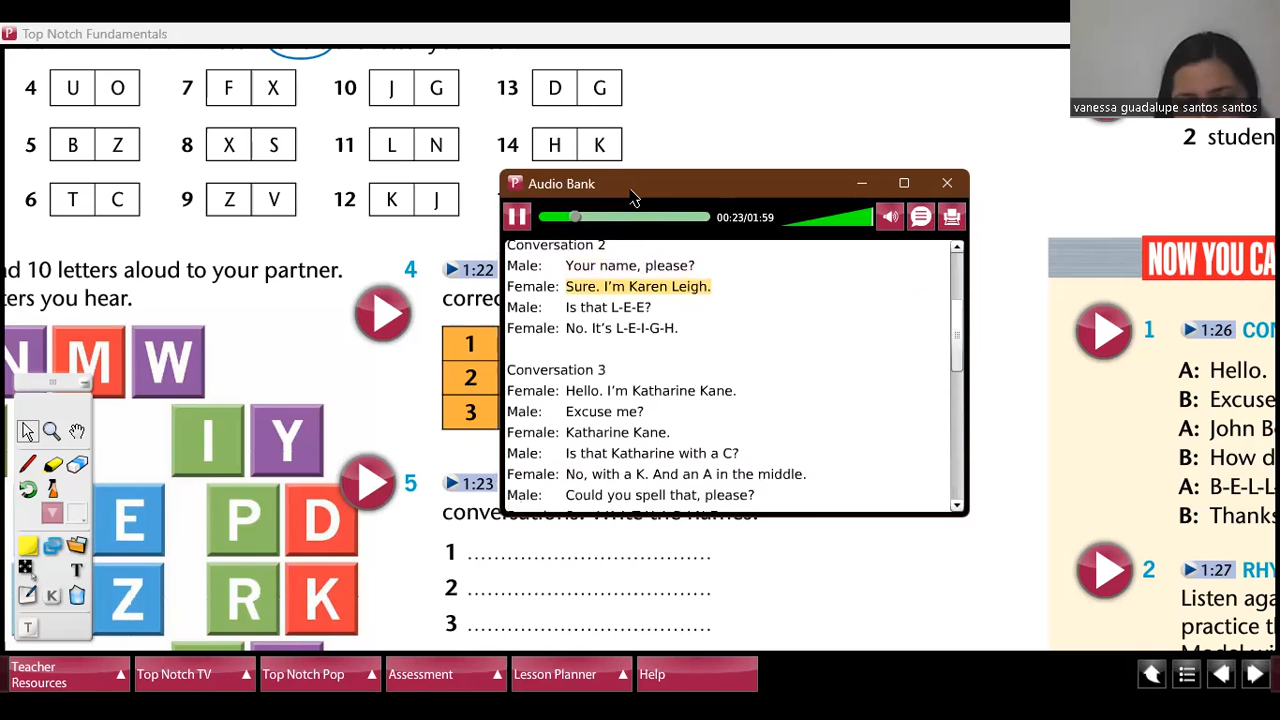 Top Notch Fundamentals
vanessa guadalupe santos santos
4 U O
7 F X
10 J G
13 D G
5 B Z
8 X S
11 L N
14 H K
2 studen
6 T C
9 Z V
12 K J
Audio Bank
00:23/01:59
Conversation 2
Male: Your name, please?
Female: Sure. I'm Karen Leigh.
Male: Is that L-E-E?
Female: No. It's L-E-I-G-H.
Conversation 3
Female: Hello. I'm Katharine Kane.
Male: Excuse me?
Female: Katharine Kane.
Male: Is that Katharine with a C?
Female: No, with a K. And an A in the middle.
Male: Could you spell that, please?
nd 10 letters aloud to your partner.
ters you hear.
N M W
I Y
E P D
Z R K
4 1:22
correc
1
2
3
5 1:23
conversations. Write the names.
1
2
3
NOW YOU CA
1 1:26 CON
A: Hello.
B: Excuse
A: John Be
B: How d
A: B-E-L-L
B: Thanks
2 1:27 RHY
Listen aga
practice th
T
K
T
Teacher Resources
Top Notch TV
Top Notch Pop
Assessment
Lesson Planner
Help